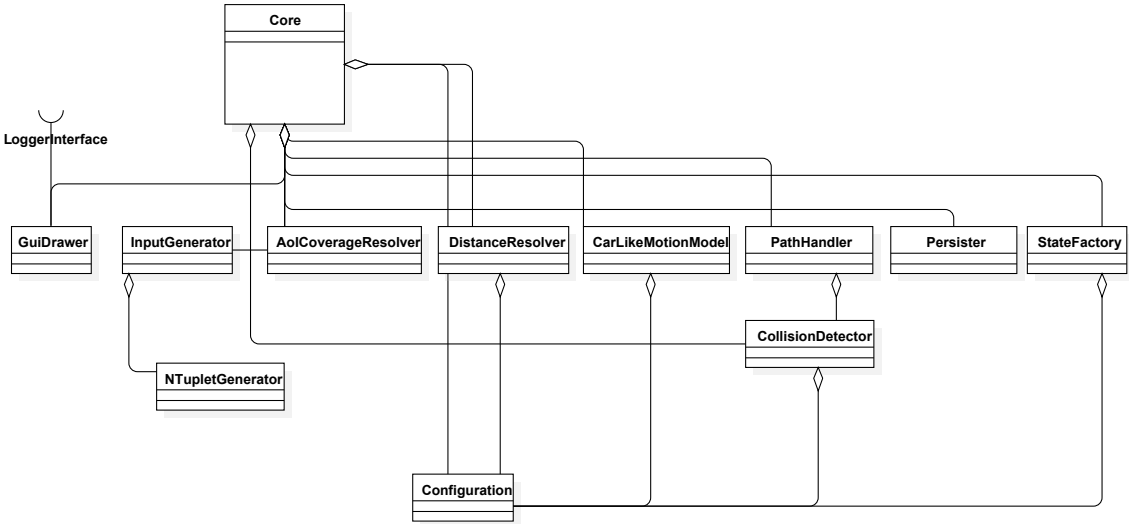 Core
LoggerInterface
GuiDrawer
InputGenerator
AoICoverageResolver
DistanceResolver
CarLikeMotionModel
PathHandler
Persister
StateFactory
CollisionDetector
NTupletGenerator
Configuration